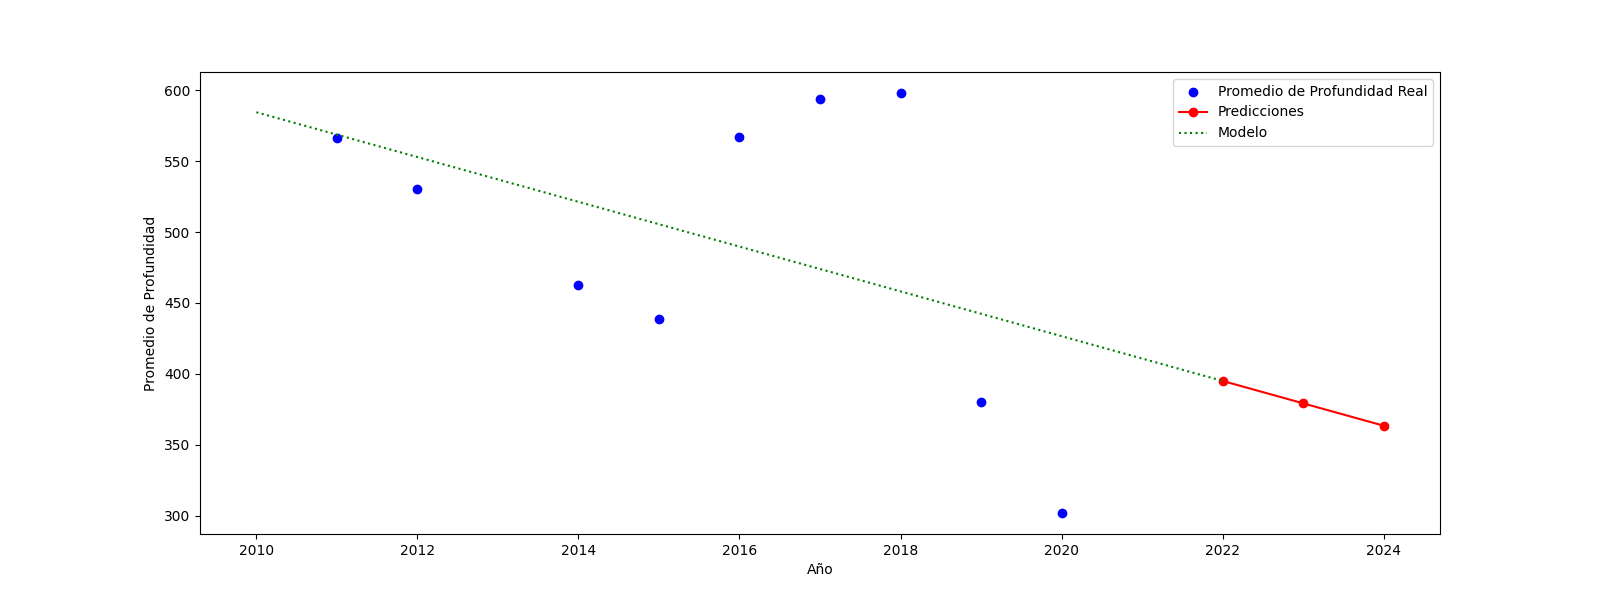 Promedio de Profundidad Real
Predicciones
Modelo
600
550
500
450
400
350
300
Promedio de Profundidad
2010 2012 2014 2016 2018 2020 2022 2024
Año